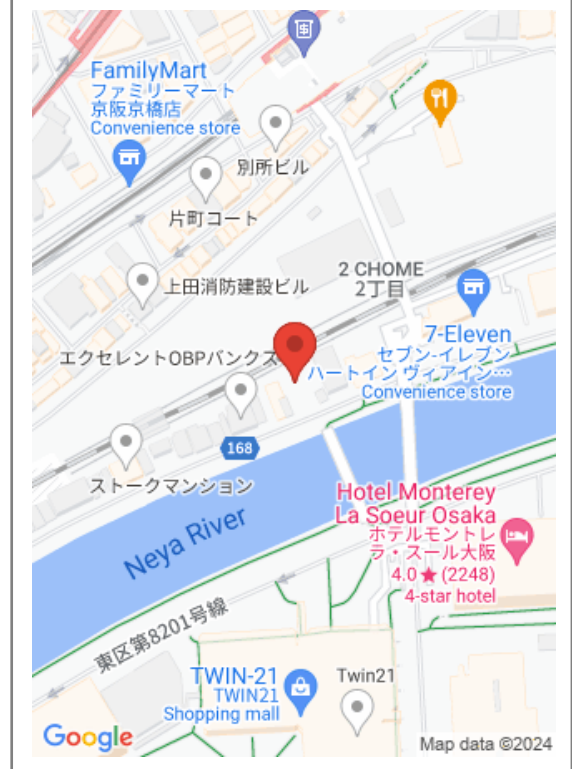 FamilyMart
ファミリーマート
京阪京橋店
Convenience store
別所ビル
片町コート
2 CHOME
2丁目
上田消防建設ビル
7-Eleven
セブン-イレブン
ハートイン ヴィアイン…
Convenience store
エクセレントOBPバンクス
168
ストークマンション
Neya River
Hotel Monterey
La Soeur Osaka
ホテルモントレ
ラ・スール大阪
4.0★(2248)
4-star hotel
東区第8201号線
TWIN-21
TWIN21
Shopping mall
Twin21
Google
Map data ©2024